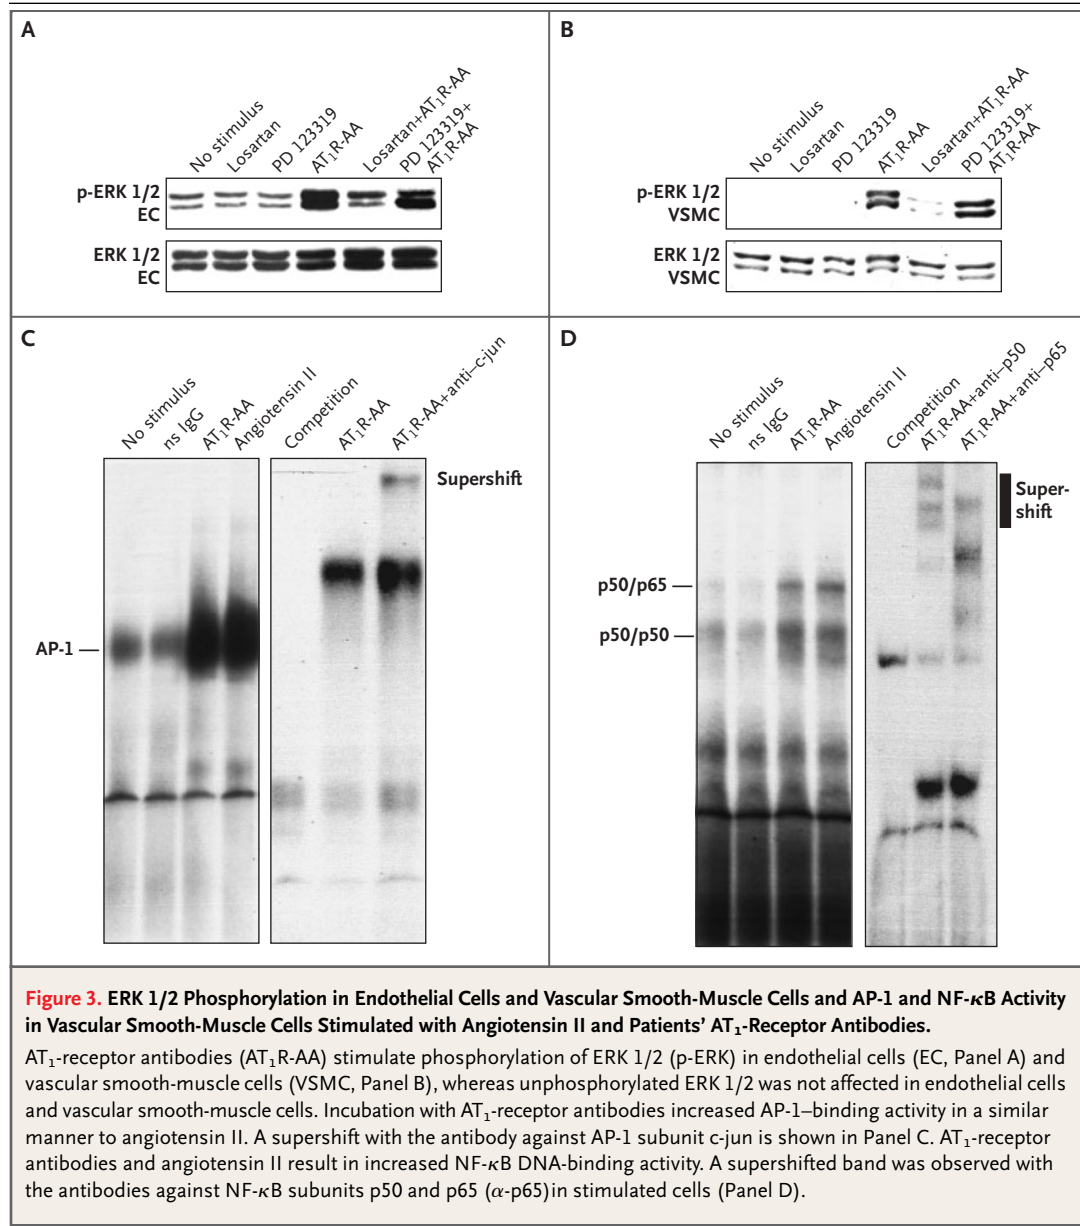 A
No stimulus
Losartan
PD 123319
AT₁R-AA
Losartan+AT₁R-AA
PD 123319+
AT₁R-AA
p-ERK 1/2
EC
ERK 1/2
EC
B
No stimulus
Losartan
PD 123319
AT₁R-AA
Losartan+AT₁R-AA
PD 123319+
AT₁R-AA
p-ERK 1/2
VSMC
ERK 1/2
VSMC
C
No stimulus
ns IgG
AT₁R-AA
Angiotensin II
Competition
AT₁R-AA
AT₁R-AA+anti–c-jun
Supershift
AP-1
D
No stimulus
ns IgG
AT₁R-AA
Angiotensin II
Competition
AT₁R-AA+anti–p50
AT₁R-AA+anti–p65
Super-
shift
p50/p65
p50/p50
Figure 3. ERK 1/2 Phosphorylation in Endothelial Cells and Vascular Smooth-Muscle Cells and AP-1 and NF-κB Activity
in Vascular Smooth-Muscle Cells Stimulated with Angiotensin II and Patients’ AT₁-Receptor Antibodies.
AT₁-receptor antibodies (AT₁R-AA) stimulate phosphorylation of ERK 1/2 (p-ERK) in endothelial cells (EC, Panel A) and
vascular smooth-muscle cells (VSMC, Panel B), whereas unphosphorylated ERK 1/2 was not affected in endothelial cells
and vascular smooth-muscle cells. Incubation with AT₁-receptor antibodies increased AP-1–binding activity in a similar
manner to angiotensin II. A supershift with the antibody against AP-1 subunit c-jun is shown in Panel C. AT₁-receptor
antibodies and angiotensin II result in increased NF-κB DNA-binding activity. A supershifted band was observed with
the antibodies against NF-κB subunits p50 and p65 (α-p65)in stimulated cells (Panel D).